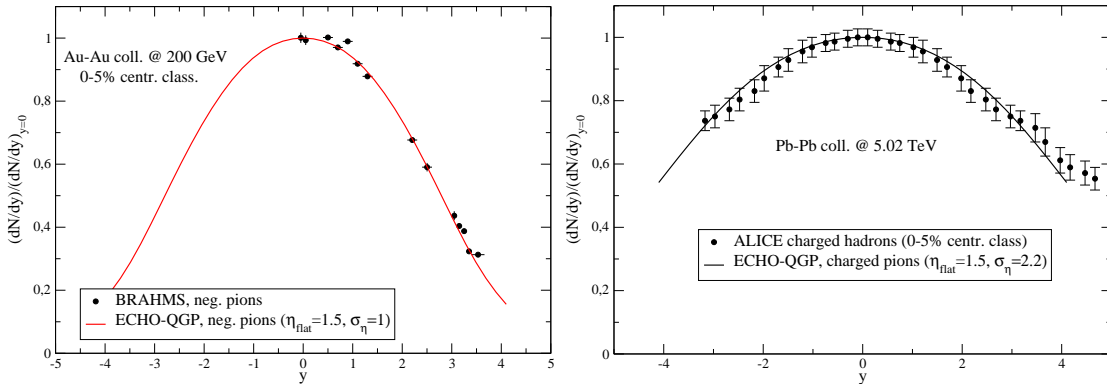 (dN/dy)/(dN/dy)y=0
1
0,8
0,6
0,4
0,2
0
Au-Au coll. @ 200 GeV
0-5% centr. class.
BRAHMS, neg. pions
ECHO-QGP, neg. pions (ηflat=1.5, ση=1)
-5 -4 -3 -2 -1 0 1 2 3 4 5
y
(dN/dy)/(dN/dy)y=0
1
0,8
0,6
0,4
0,2
0
Pb-Pb coll. @ 5.02 TeV
ALICE charged hadrons (0-5% centr. class)
ECHO-QGP, charged pions (ηflat=1.5, ση=2.2)
-4 -2 0 2 4
y